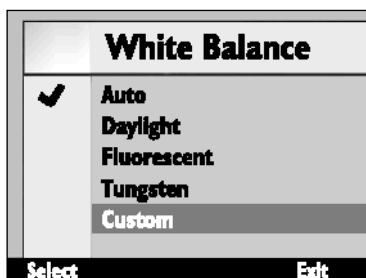 White Balance
Auto
Daylight
Fluorescent
Tungsten
Custom
Select Exit